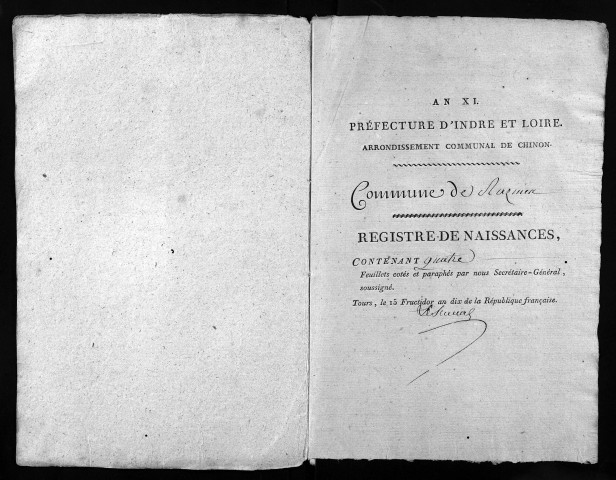 AN XI.
PRÉFECTURE D'INDRE ET LOIRE.
ARRONDISSEMENT COMMUNAL DE CHINON.
Commune de
REGISTRE DE NAISSANCES,
CONTENANT quatre
Feuillets cotés et paraphés par nous Secrétaire-Général,
soussigné.
Tours, le 15 Fructidor an dix de la République française.